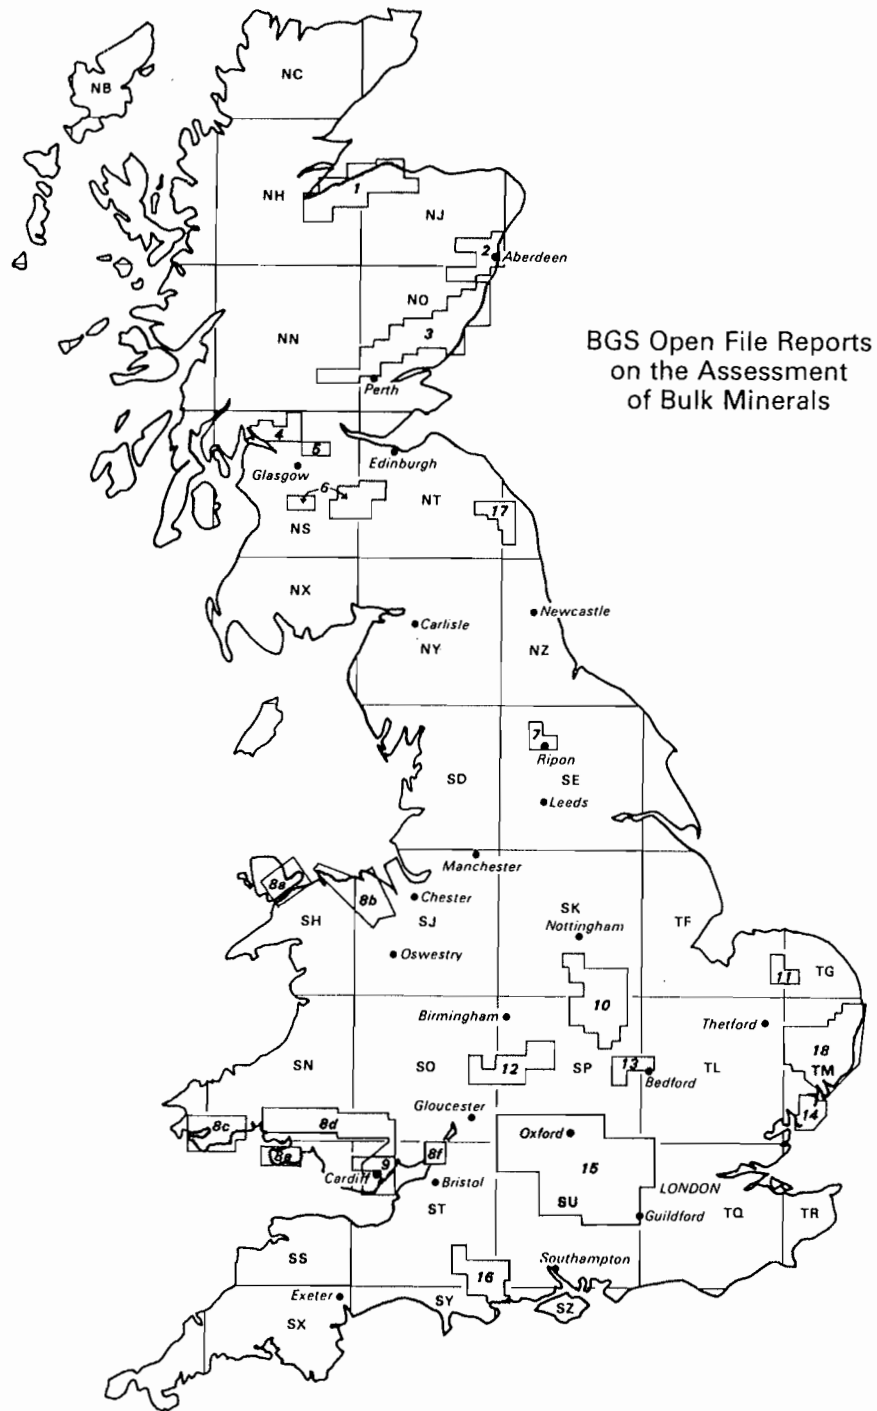 NB
NC
NH
1
NJ
2
Aberdeen
NO
NN
3
BGS Open File Reports
on the Assessment
of Bulk Minerals
Perth
4
5
Edinburgh
Glasgow
6
NT
17
NS
NX
Newcastle
Carlisle
NY
NZ
7
Ripon
SD
SE
Leeds
Manchester
8a
8b
Chester
SK
SH
SJ
TF
Nottingham
Oswestry
11
TG
10
Birmingham
Thetford
18
SN
SO
12
SP
13
TL
TM
Bedford
Gloucester
14
8c
8d
Oxford
8e
8f
9
15
Cardiff
Bristol
LONDON
ST
SU
Guildford
TQ
TR
SS
Southampton
16
Exeter
SY
SZ
SX